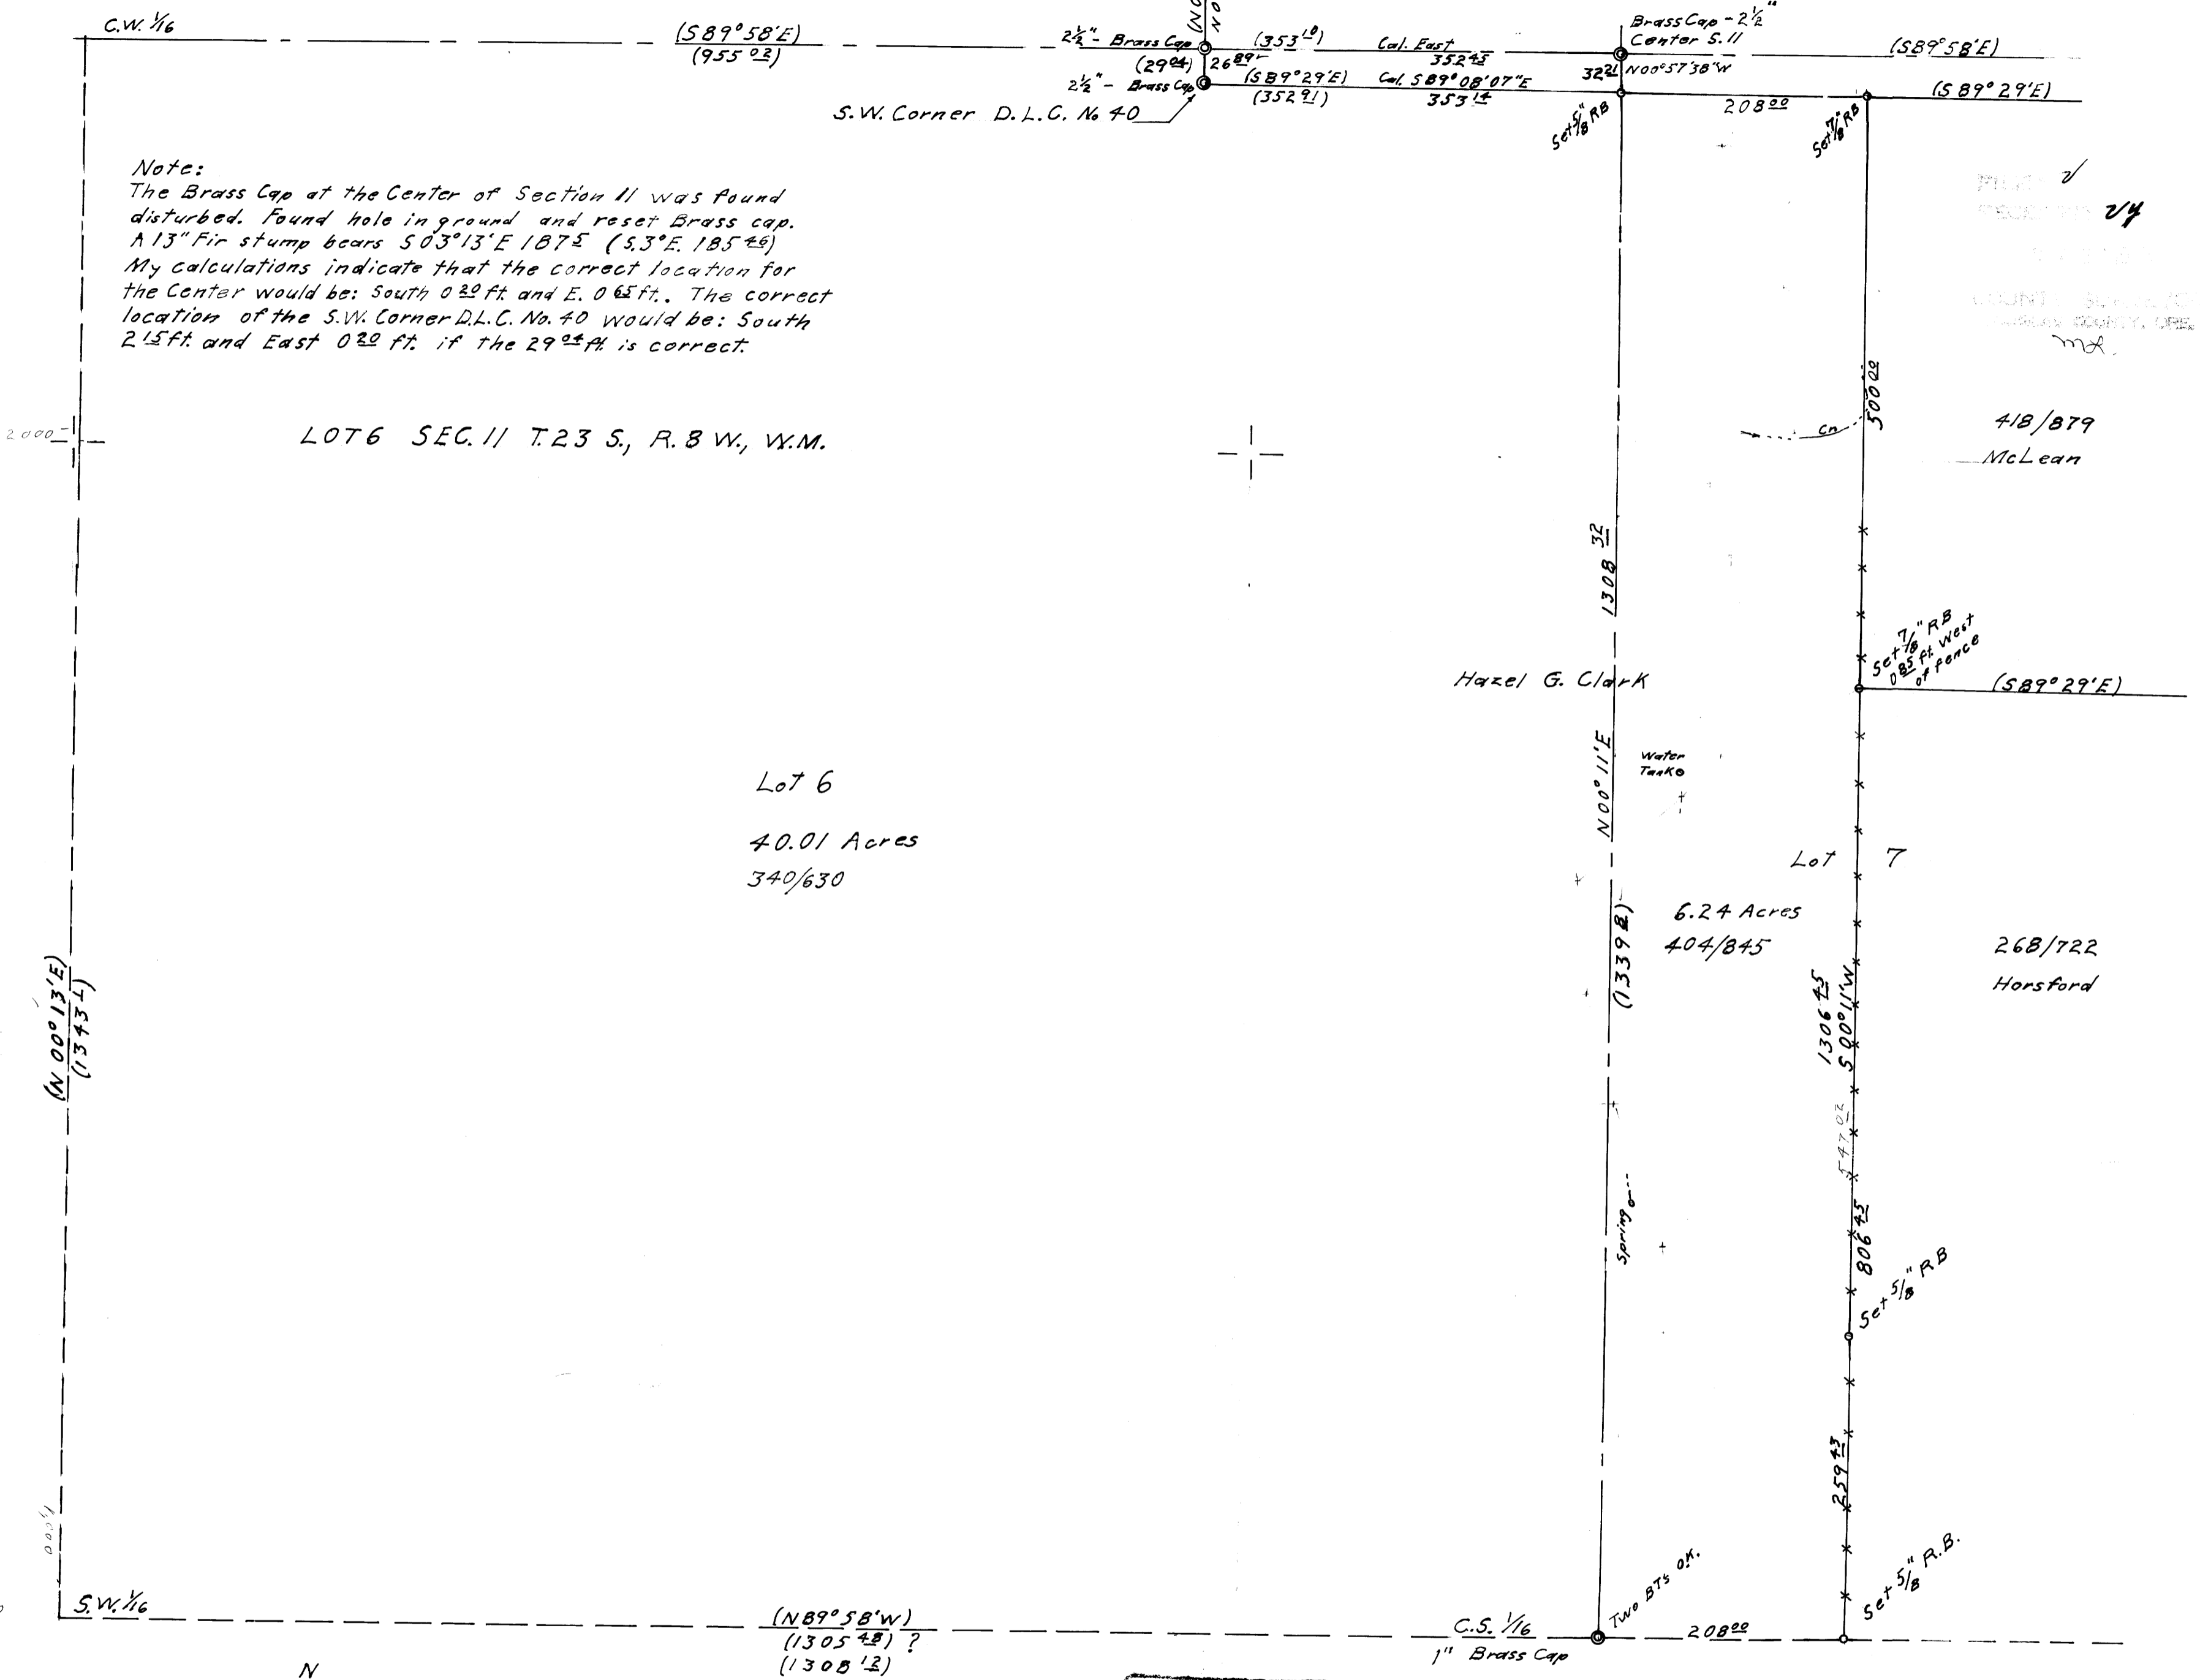 C.W. 1/16
(S89°58'E)
(955 02)
2½" - Brass Cap
(353 10)
Cal. East
352 45
Brass Cap - 2½"
Center S. 11
(S89°58'E)
(29 04)
26 89
32 21
N00°57'38"W
2½" - Brass Cap
(S89°29'E)
(352 91)
Cal. S89°08'07"E
353 14
208 00
(S89°29'E)
S.W. Corner D.L.C. No 40
Set 5/8" RB
Set 7/8" RB
Note:
The Brass Cap at the Center of Section 11 was found
disturbed. Found hole in ground and reset Brass cap.
A 13" Fir stump bears S03°13'E 187 5 (S.3°E. 185 46)
My calculations indicate that the correct location for
the Center would be: South 0 20 ft. and E. 0 65 ft.. The correct
location of the S.W. Corner D.L.C. No. 40 would be: South
2 15 ft. and East 0 20 ft. if the 29 04 ft. is correct.
COUNTY, ORE.
500 00
2000
LOT 6 SEC. 11 T. 23 S., R. 8 W., W.M.
Cn
418/879
McLean
1308 32
Set 7/8" RB
0 85 ft. West
of fence
Hazel G. Clark
(S89°29'E)
N00°11'E
Water
Tank
Lot 6
40.01 Acres
340/630
Lot 7
6.24 Acres
404/845
(1339 8)
268/722
Horsford
(N 00°13'E)
(1343 1)
1306 45
S 00°11'W
547 02
Spring
806 45
Set 5/8" RB
259 43
S.W. 1/16
(N89°58'W)
(1305 48) ?
(1308 12)
C.S. 1/16
1" Brass Cap
Two BTs O.K.
208 00
Set 5/8" R.B.
N